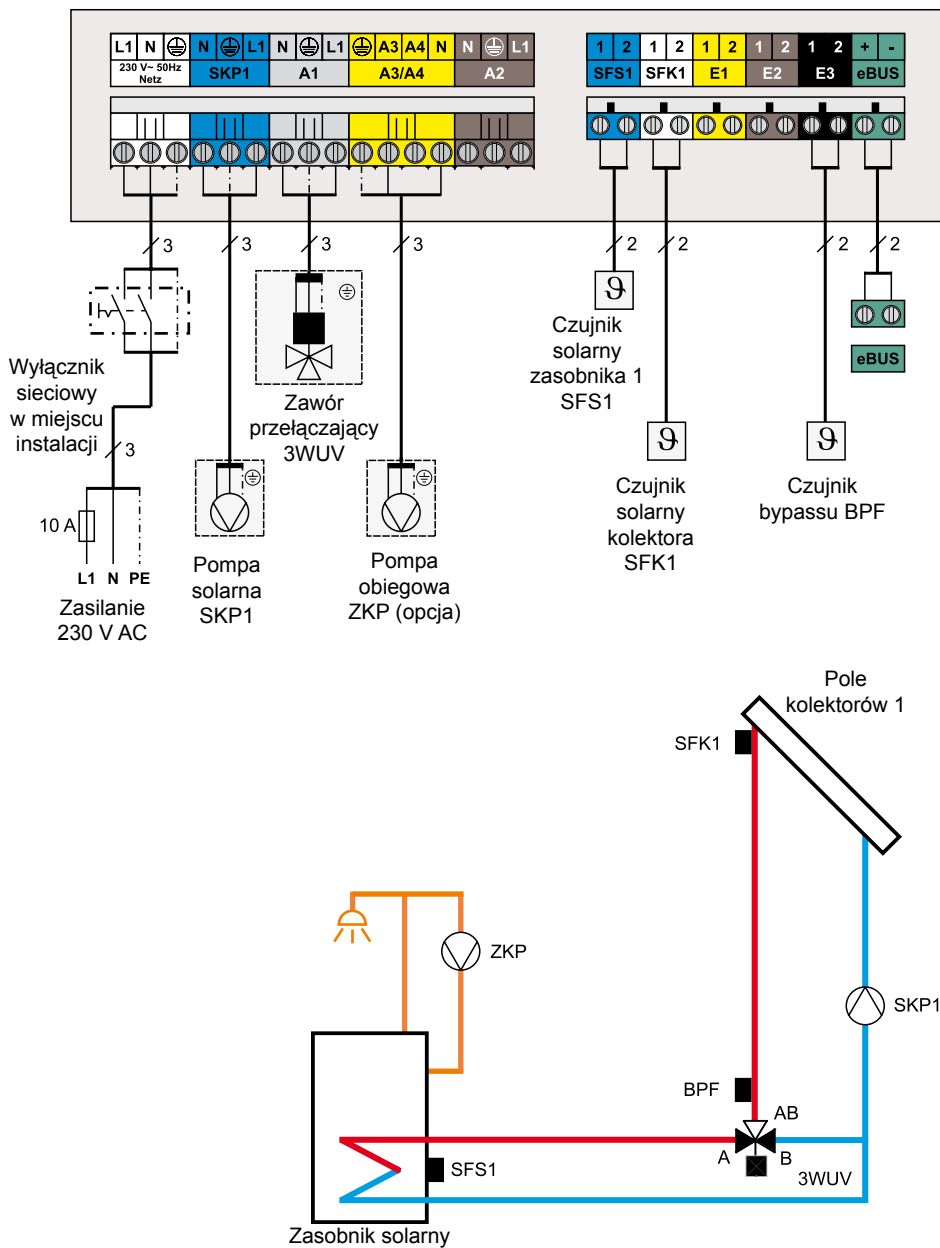 L1 N N L1 N L1 A3 A4 N N L1
230 V~ 50Hz
Netz
SKP1 A1 A3/A4 A2
1 2 1 2 1 2 1 2 1 2 + -
SFS1 SFK1 E1 E2 E3 eBUS
3 3 3 3 2 2 2 2
ϑ
Czujnik
solarny
zasobnika 1
SFS1
eBUS
Wyłącznik
sieciowy
w miejscu
instalacji
3
Zawór
przełączający
3WUV
ϑ
Czujnik
solarny
kolektora
SFK1
ϑ
Czujnik
bypassu BPF
10 A
L1 N PE
Zasilanie
230 V AC
Pompa
solarna
SKP1
Pompa
obiegowa
ZKP (opcja)
Pole
kolektorów 1
SFK1
ZKP
SKP1
BPF
AB
A
B
3WUV
SFS1
Zasobnik solarny